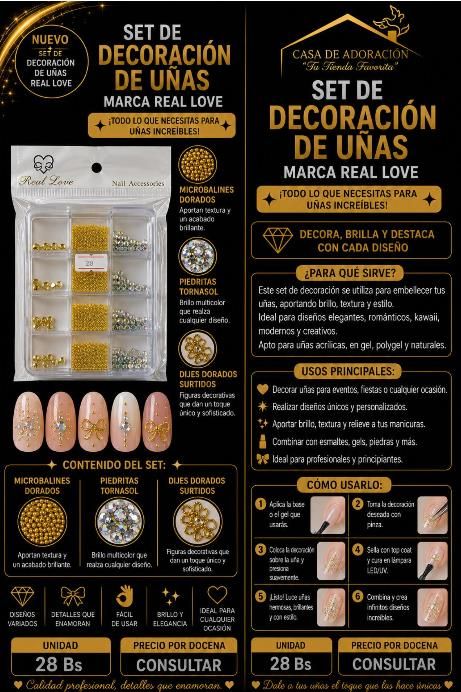 NUEVO
SET DE
DECORACIÓN
DE UÑAS
REAL LOVE
SET DE
DECORACIÓN
DE UÑAS
MARCA REAL LOVE
¡TODO LO QUE NECESITAS PARA
UÑAS INCREÍBLES!
Real Love
Nail Accessories
28
MICROBALINES
DORADOS
Aportan textura y
un acabado
brillante.
PIEDRITAS
TORNASOL
Brillo multicolor
que realza
cualquier diseño.
DIJES DORADOS
SURTIDOS
Figuras decorativas
que dan un toque
único y sofisticado.
CONTENIDO DEL SET:
MICROBALINES
DORADOS
Aportan textura y
un acabado brillante.
PIEDRITAS
TORNASOL
Brillo multicolor que
realza cualquier diseño.
DIJES DORADOS
SURTIDOS
Figuras decorativas que
dan un toque único y
sofisticado.
DISEÑOS
VARIADOS
DETALLES QUE
ENAMORAN
FÁCIL
DE USAR
BRILLO Y
ELEGANCIA
IDEAL PARA
CUALQUIER
OCASIÓN
UNIDAD
28 Bs
PRECIO POR DOCENA
CONSULTAR
Calidad profesional, detalles que enamoran.
CASA DE ADORACIÓN
"Tu Tienda Favorita"
SET DE
DECORACIÓN
DE UÑAS
MARCA REAL LOVE
¡TODO LO QUE NECESITAS PARA
UÑAS INCREÍBLES!
DECORA, BRILLA Y DESTACA
CON CADA DISEÑO
¿PARA QUÉ SIRVE?
Este set de decoración se utiliza para embellecer tus
uñas, aportando brillo, textura y estilo.
Ideal para diseños elegantes, románticos, kawaii,
modernos y creativos.
Apto para uñas acrílicas, en gel, polygel y naturales.
USOS PRINCIPALES:
Decorar uñas para eventos, fiestas o cualquier ocasión.
Realizar diseños únicos y personalizados.
Aportar brillo, textura y relieve a tus manicuras.
Combinar con esmaltes, gels, piedras y más.
Ideal para profesionales y principiantes.
CÓMO USARLO:
1 Aplica la base
o el gel que
usarás.
2 Toma la decoración
deseada con
pinza.
3 Coloca la decoración
sobre la uña y
presiona
suavemente.
4 Sella con top coat
y cura en lámpara
LED/UV.
5 ¡Listo! Luce uñas
hermosas, brillantes
y con estilo.
6 Combina y crea
infinitos diseños
increíbles.
UNIDAD
28 Bs
PRECIO POR DOCENA
CONSULTAR
Dale a tus uñas el toque que las hace únicas